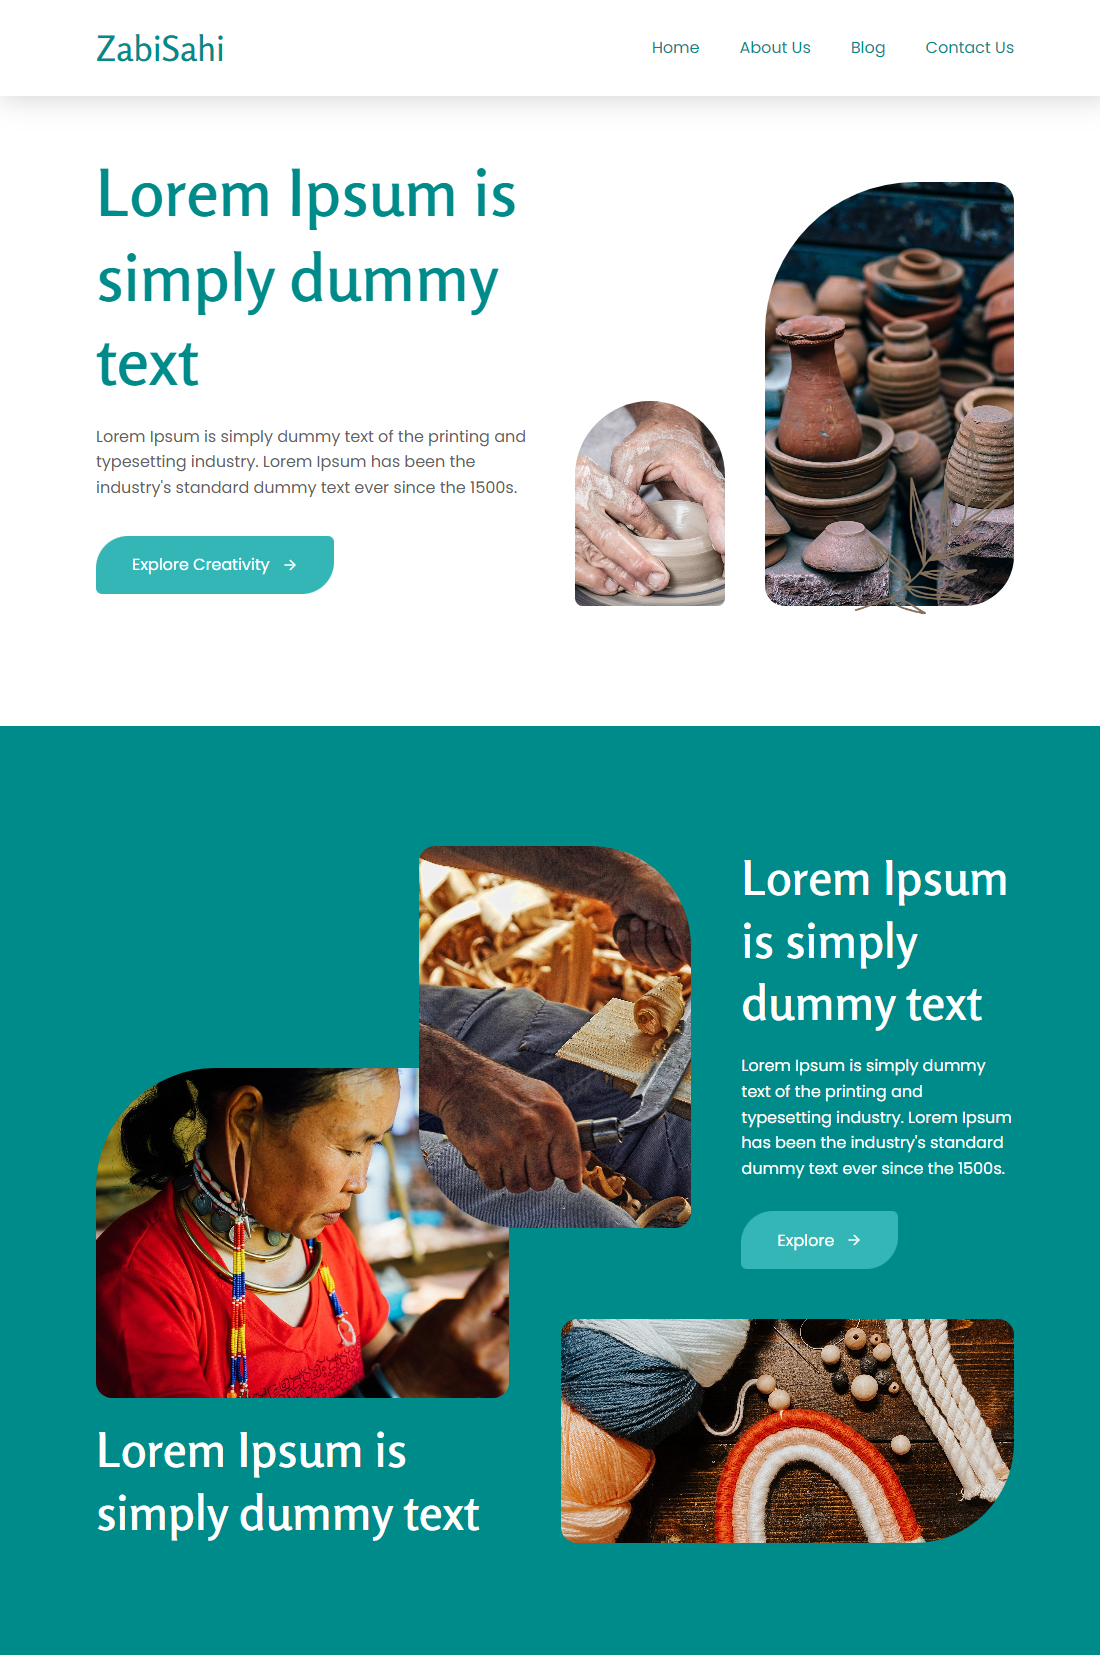 ZabiSahi
Home About Us Blog Contact Us
Lorem Ipsum is
simply dummy
text
Lorem Ipsum is simply dummy text of the printing and
typesetting industry. Lorem Ipsum has been the
industry's standard dummy text ever since the 1500s.
Explore Creativity →
Lorem Ipsum
is simply
dummy text
Lorem Ipsum is simply dummy
text of the printing and
typesetting industry. Lorem Ipsum
has been the industry's standard
dummy text ever since the 1500s.
Explore →
Lorem Ipsum is
simply dummy text